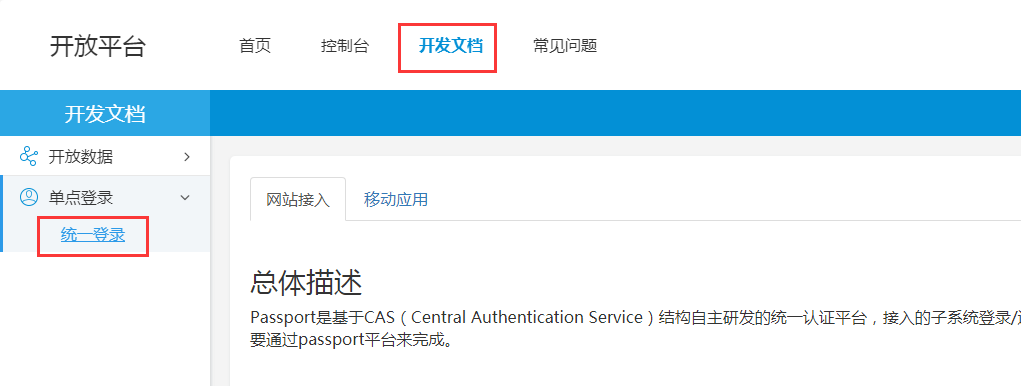 开放平台 首页 控制台 开发文档 常见问题
开发文档
开放数据
单点登录
统一登录
网站接入 移动应用
总体描述
Passport是基于CAS（Central Authentication Service）结构自主研发的统一认证平台，接入的子系统登录/
要通过passport平台来完成。